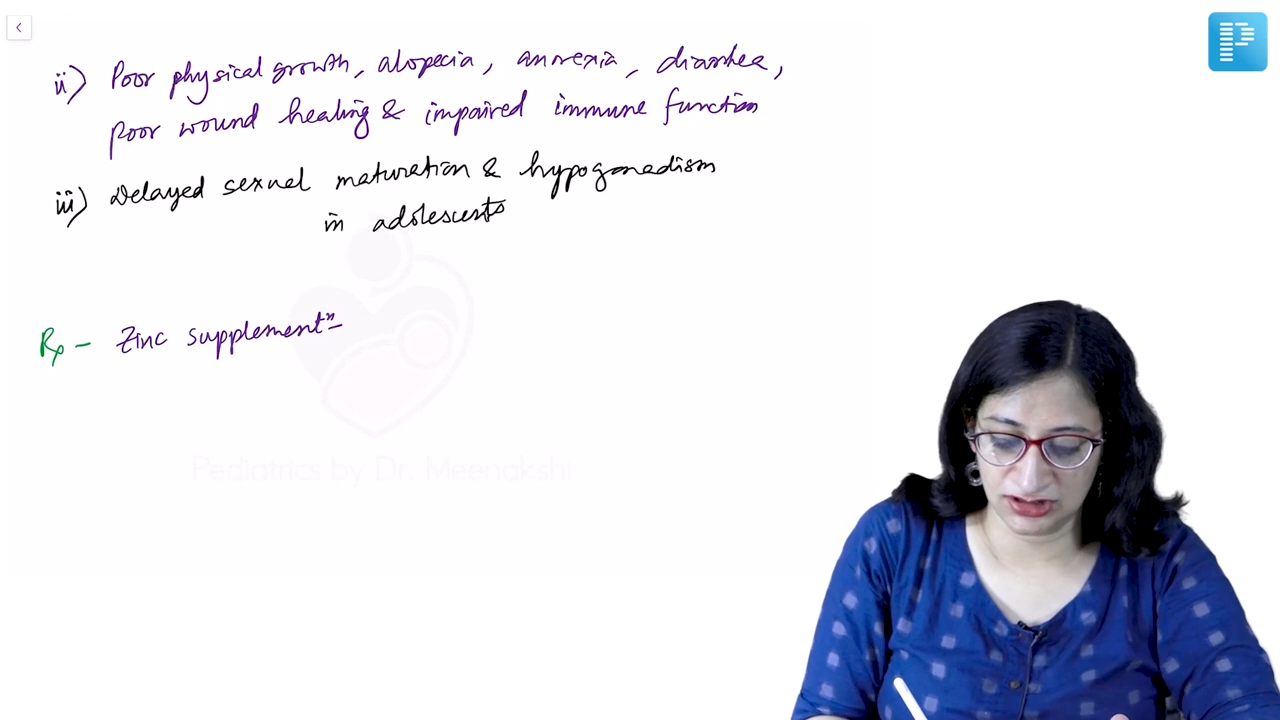 ii) Poor physical growth, alopecia, anorexia, diarrhea,
poor wound healing & impaired immune function
iii) Delayed sexual maturation & hypogonadism
in adolescents
Rx – Zinc supplementⁿ
Pediatrics by Dr. Meenakshi